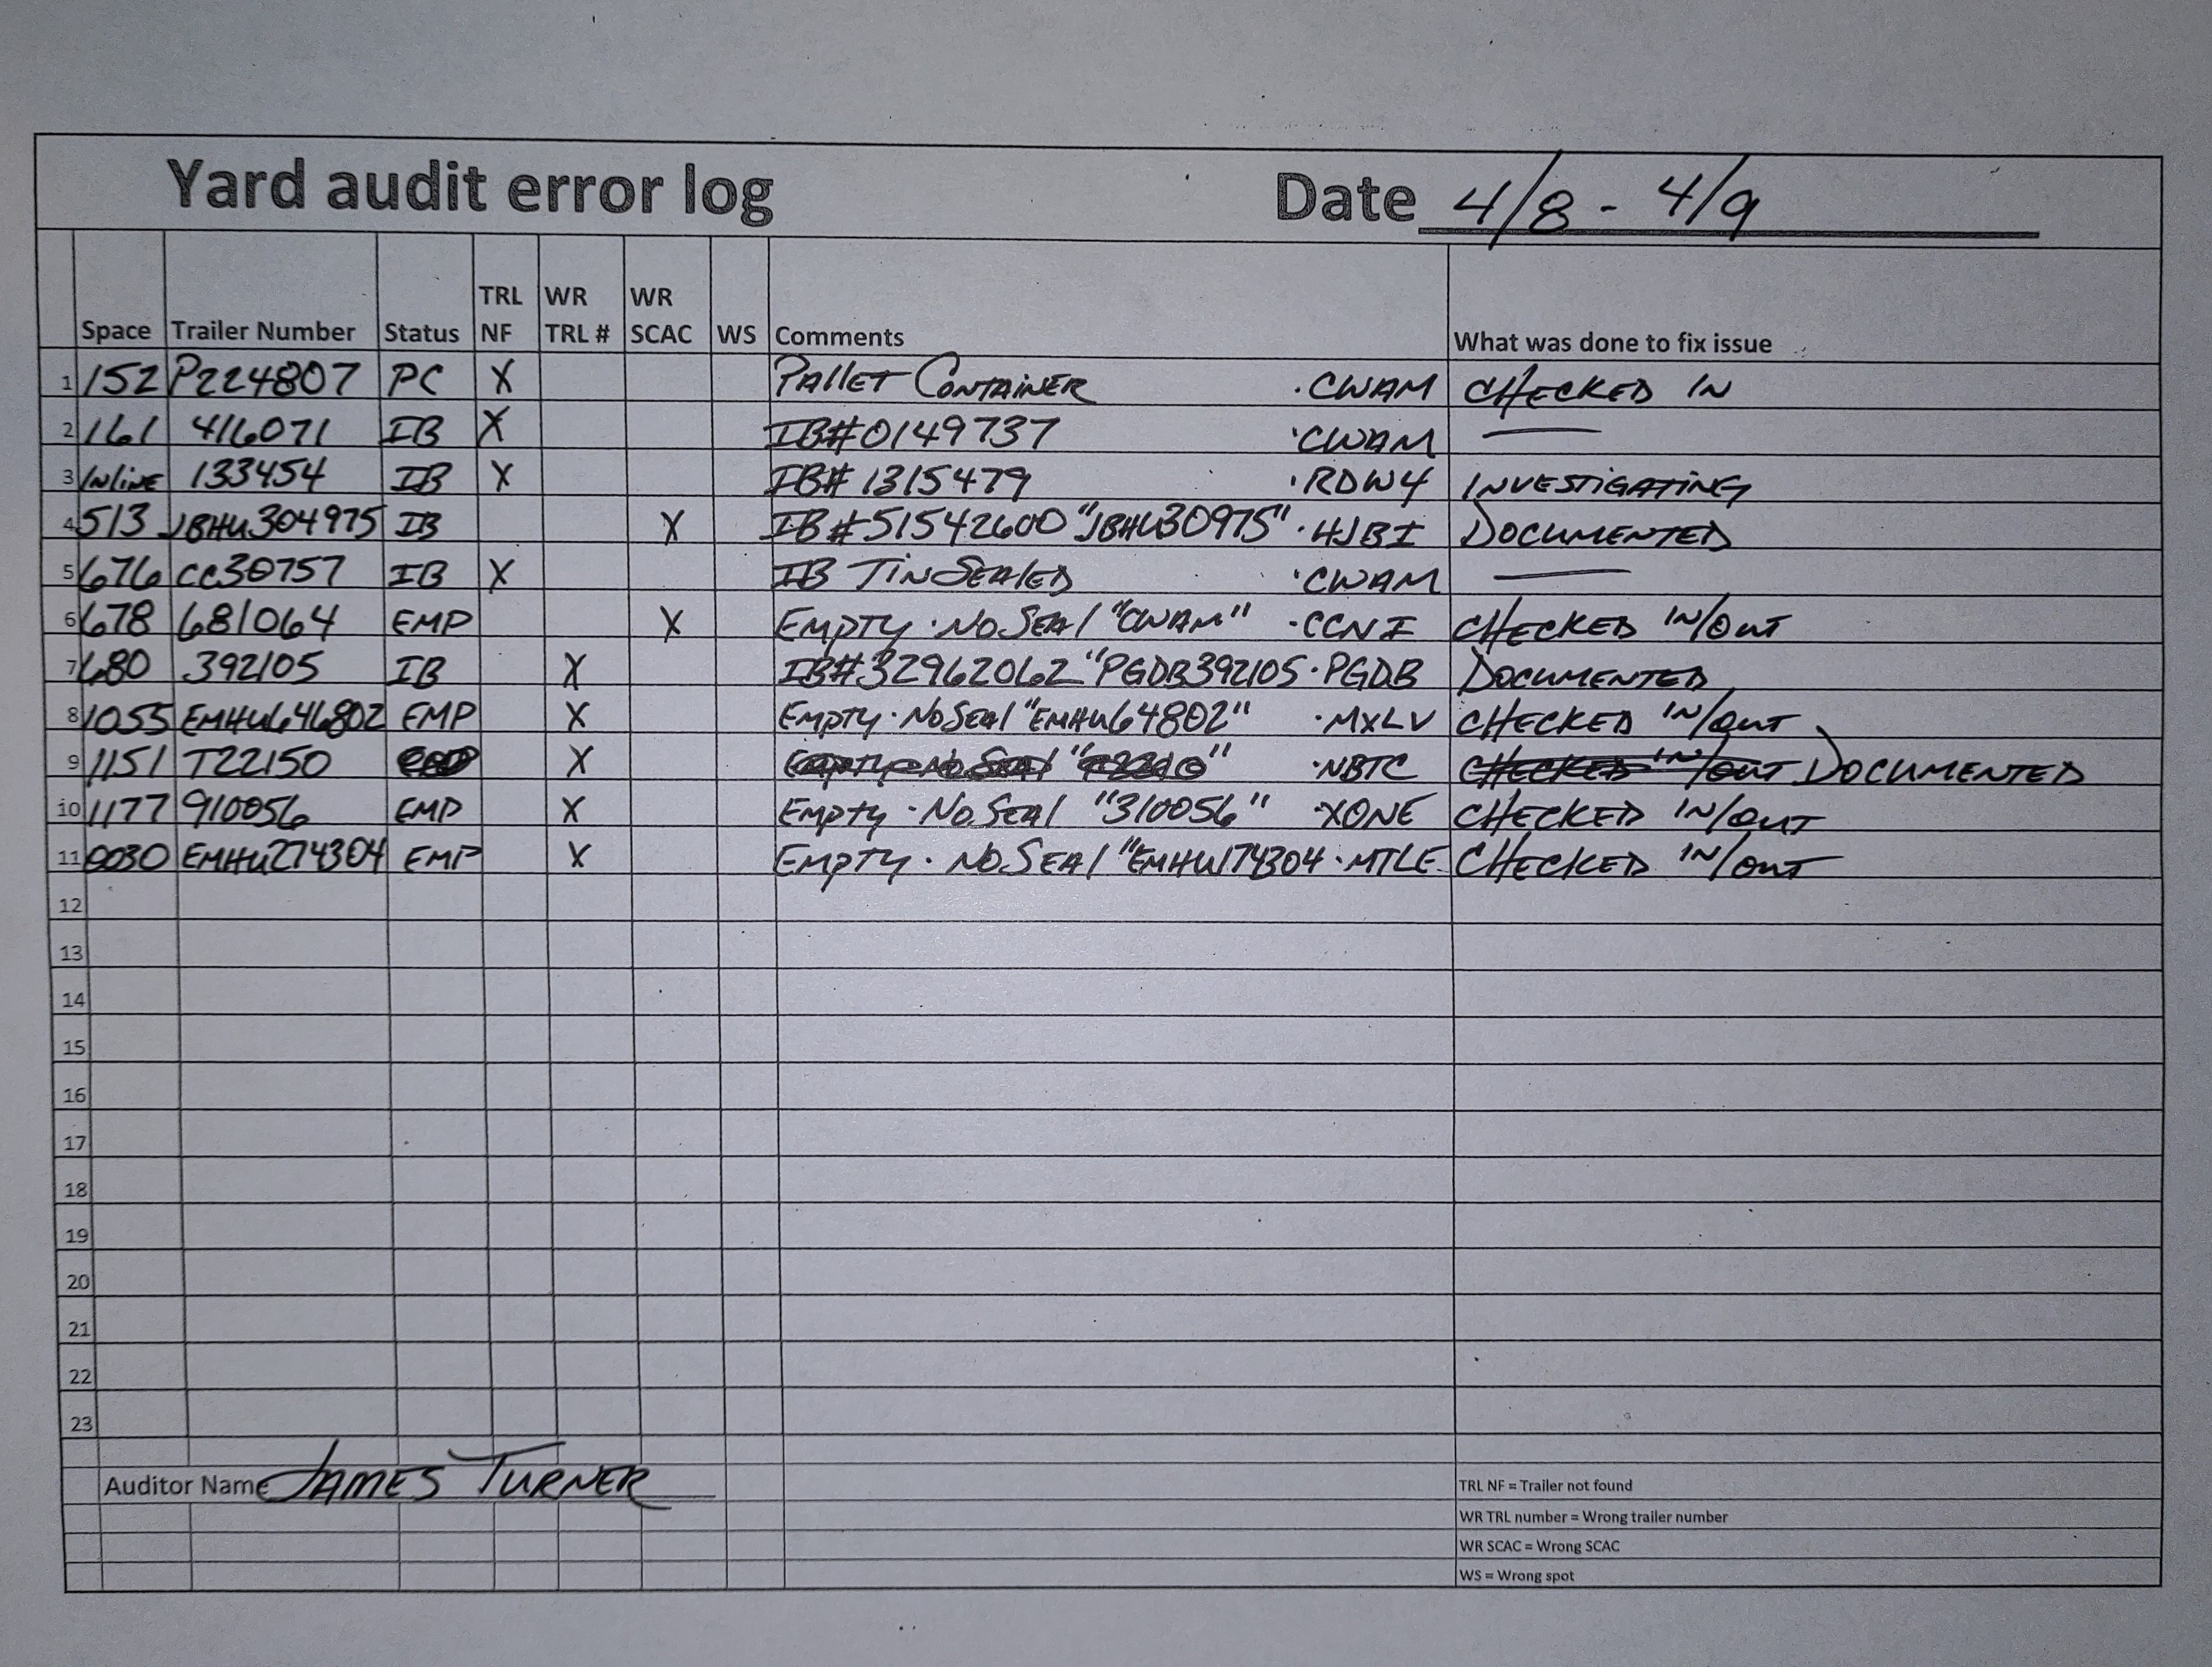 Yard audit error log Date 4/8 - 4/9
Space Trailer Number Status TRL NF WR TRL # WR SCAC WS Comments What was done to fix issue
1 152 P224807 PC X Pallet Container · CWAM Checked In
2 161 416071 IB X IB# 0149737 · CWAM —
3 Inline 133454 IB X IB# 1315479 · RDW4 Investigating
4 513 JBHU304975 IB X IB# 51542600 "JBHU30975" · HJBI Documented
5 676 CC30757 IB X IB Tin Sealed · CWAM —
6 678 681064 EMP X Empty · No Seal "CWAM" · CCNI Checked In/Out
7 680 392105 IB X IB# 32962062 "PGDB392105 · PGDB Documented
8 1055 EMHU646802 EMP X Empty · No Seal "EMHU64802" · MXLV Checked In/Out
9 1151 T22150 X · NBTC Checked In/Out Documented
10 1177 910056 EMP X Empty · No Seal "310056" · XONE Checked In/Out
11 0030 EMHU274304 EMP X Empty · No Seal "EMHU174304 · MTLE Checked In/Out
12
13
14
15
16
17
18
19
20
21
22
23
Auditor Name James Turner
TRL NF = Trailer not found
WR TRL number = Wrong trailer number
WR SCAC = Wrong SCAC
WS = Wrong spot